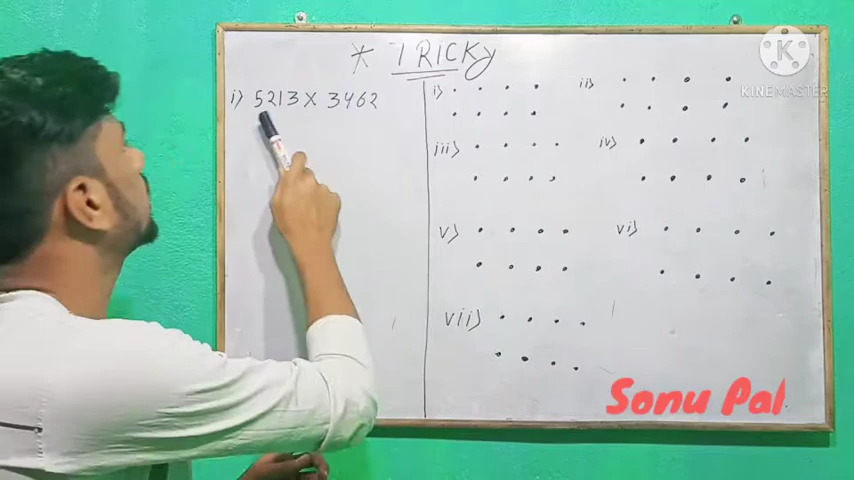 * TRICKY
i) 5213 X 3462
i)
ii)
iii)
iv)
v)
vi)
vii)
K
KINEMASTER
Sonu Pal